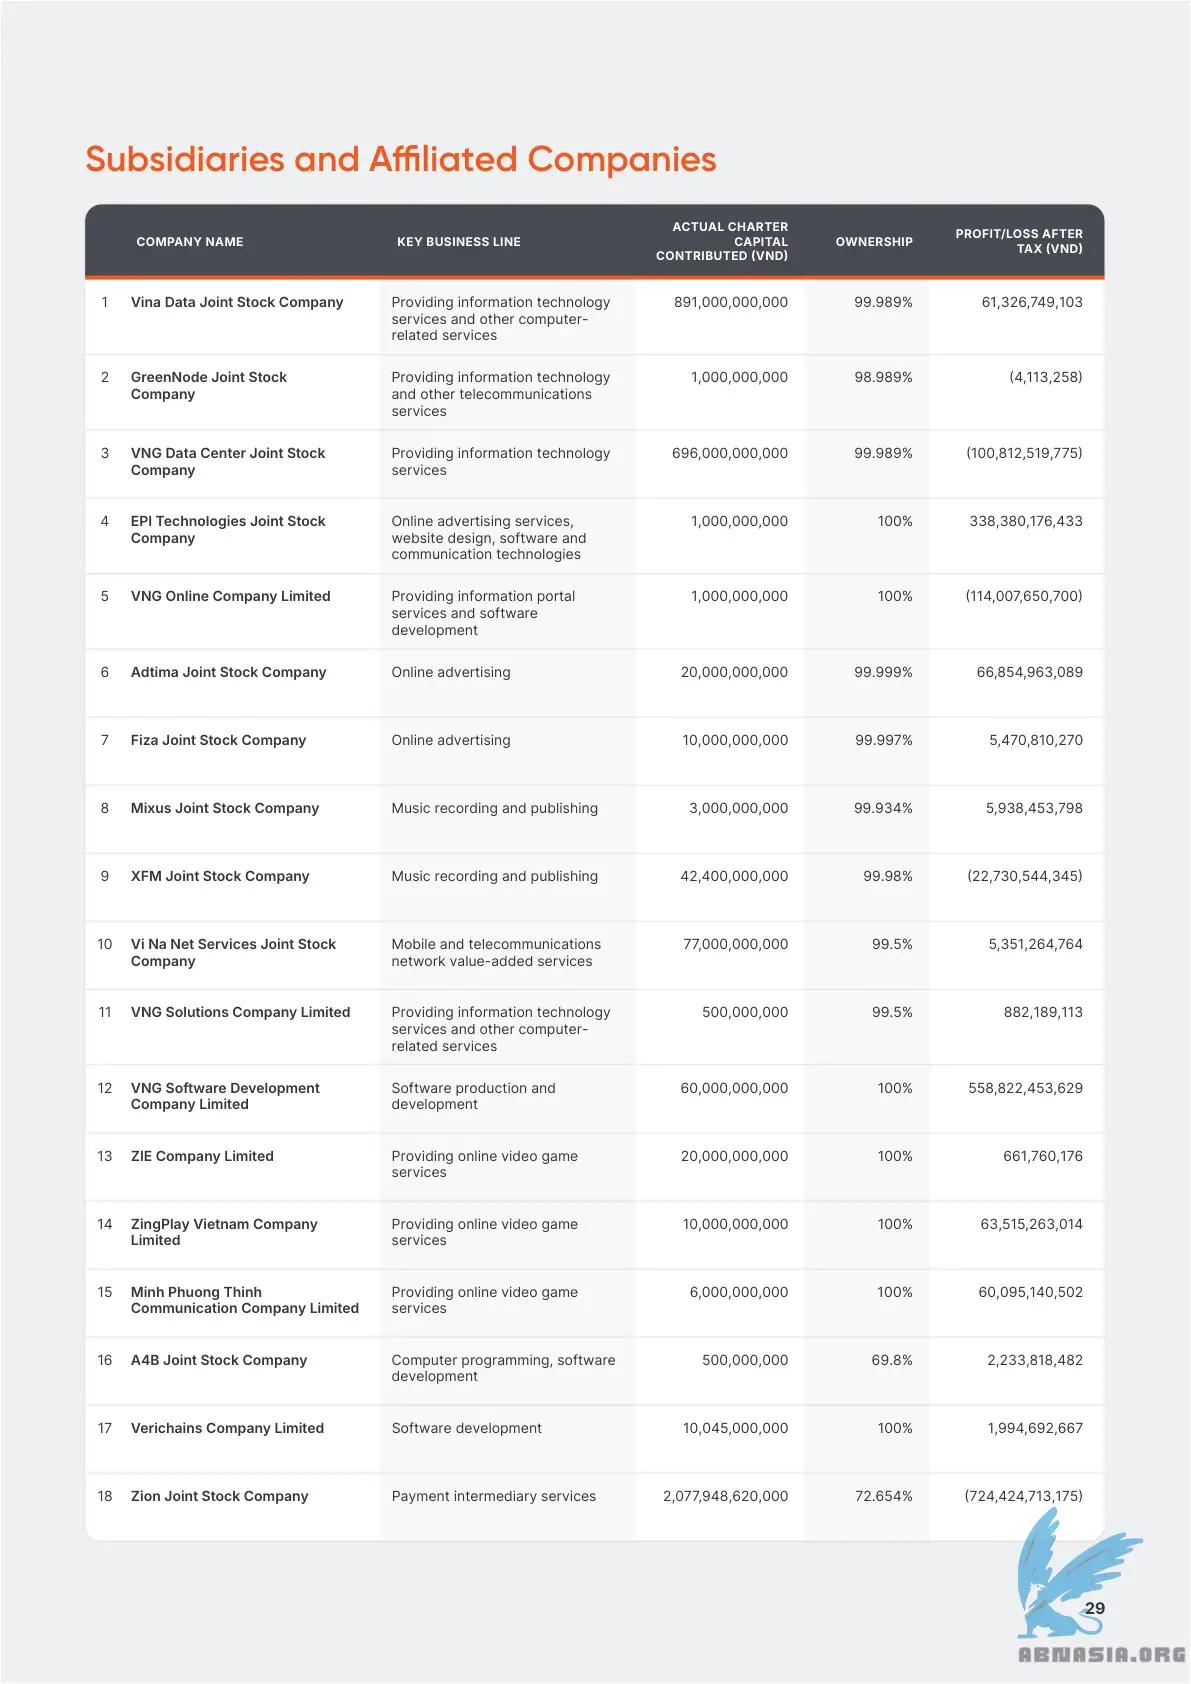 Subsidiaries and Affiliated Companies
COMPANY NAME
KEY BUSINESS LINE
ACTUAL CHARTER
CAPITAL
CONTRIBUTED (VND)
OWNERSHIP
PROFIT/LOSS AFTER
TAX (VND)
1 Vina Data Joint Stock Company Providing information technology 891,000,000,000 99.989% 61,326,749,103
services and other computer-
related services
2 GreenNode Joint Stock Providing information technology 1,000,000,000 98.989% (4,113,258)
Company and other telecommunications
services
3 VNG Data Center Joint Stock Providing information technology 696,000,000,000 99.989% (100,812,519,775)
Company services
4 EPI Technologies Joint Stock Online advertising services, 1,000,000,000 100% 338,380,176,433
Company website design, software and
communication technologies
5 VNG Online Company Limited Providing information portal 1,000,000,000 100% (114,007,650,700)
services and software
development
6 Adtima Joint Stock Company Online advertising 20,000,000,000 99.999% 66,854,963,089
7 Fiza Joint Stock Company Online advertising 10,000,000,000 99.997% 5,470,810,270
8 Mixus Joint Stock Company Music recording and publishing 3,000,000,000 99.934% 5,938,453,798
9 XFM Joint Stock Company Music recording and publishing 42,400,000,000 99.98% (22,730,544,345)
10 Vi Na Net Services Joint Stock Mobile and telecommunications 77,000,000,000 99.5% 5,351,264,764
Company network value-added services
11 VNG Solutions Company Limited Providing information technology 500,000,000 99.5% 882,189,113
services and other computer-
related services
12 VNG Software Development Software production and 60,000,000,000 100% 558,822,453,629
Company Limited development
13 ZIE Company Limited Providing online video game 20,000,000,000 100% 661,760,176
services
14 ZingPlay Vietnam Company Providing online video game 10,000,000,000 100% 63,515,263,014
Limited services
15 Minh Phuong Thinh Providing online video game 6,000,000,000 100% 60,095,140,502
Communication Company Limited services
16 A4B Joint Stock Company Computer programming, software 500,000,000 69.8% 2,233,818,482
development
17 Verichains Company Limited Software development 10,045,000,000 100% 1,994,692,667
18 Zion Joint Stock Company Payment intermediary services 2,077,948,620,000 72.654% (724,424,713,175)
29
ABNASIA.ORG